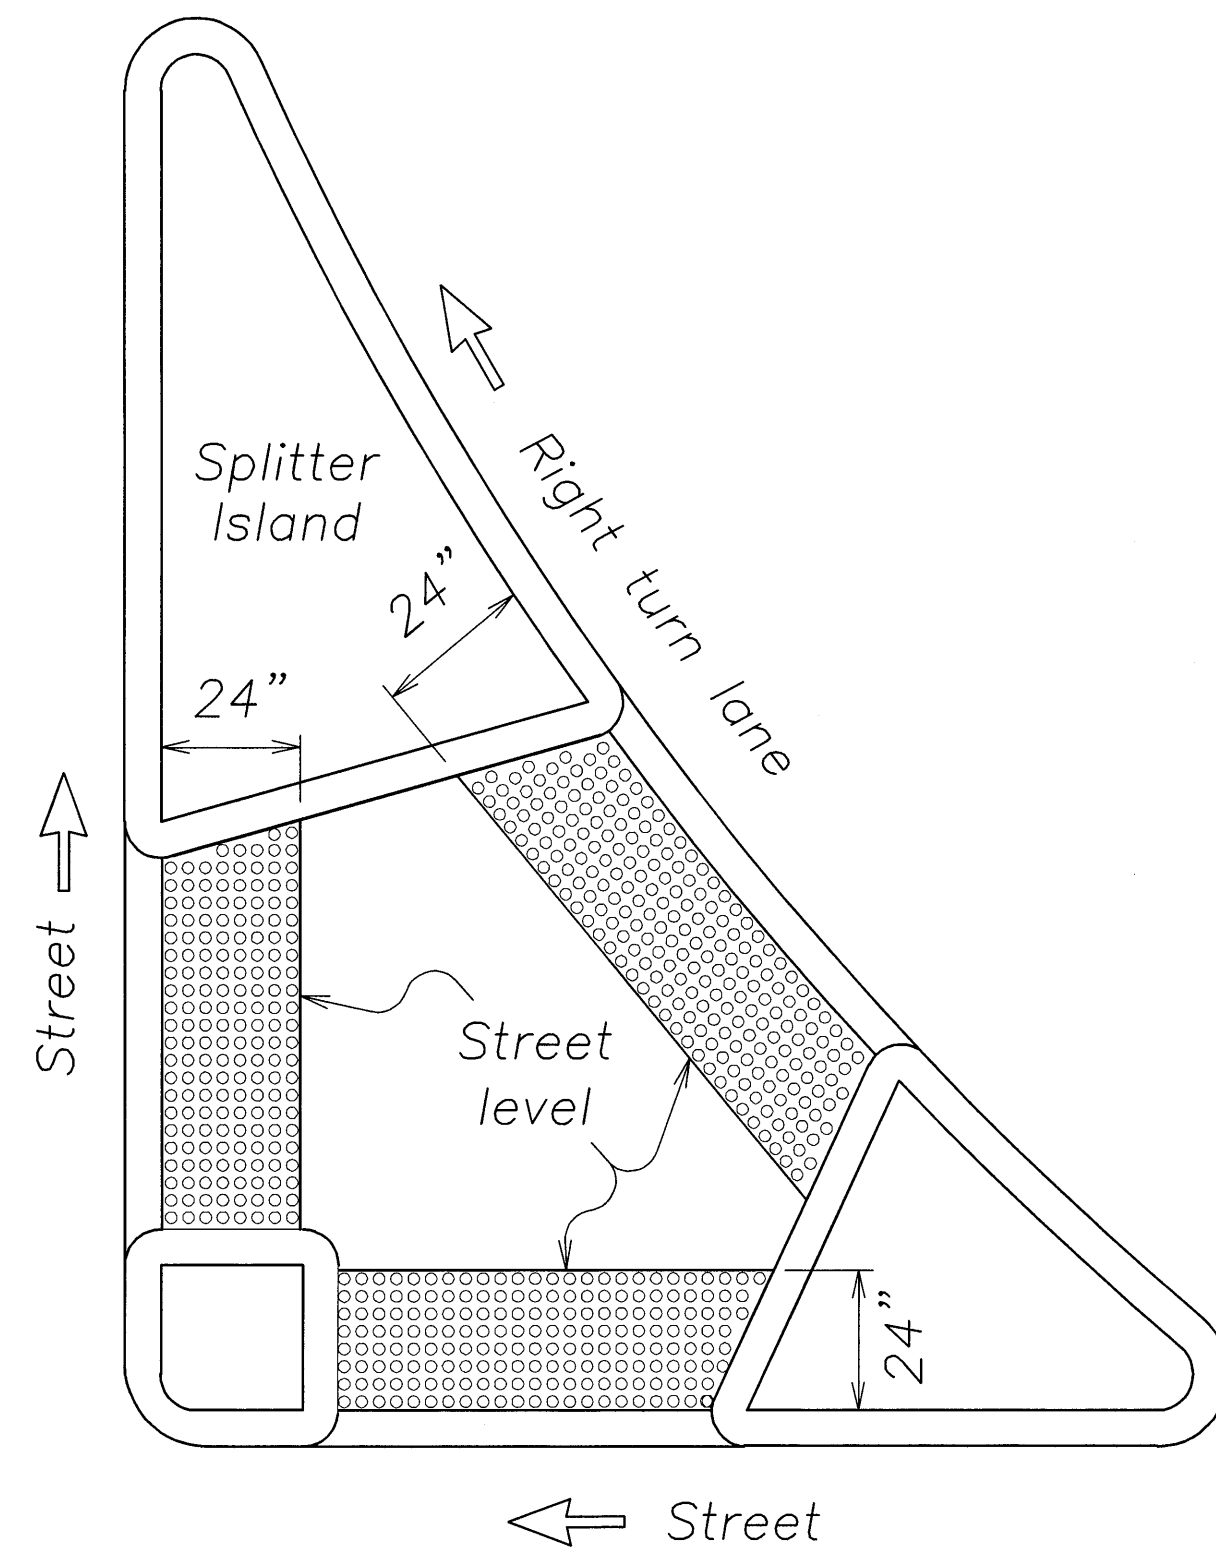 Splitter
Island
24”
24”
Right turn lane
Street
Street
level
24”
Street